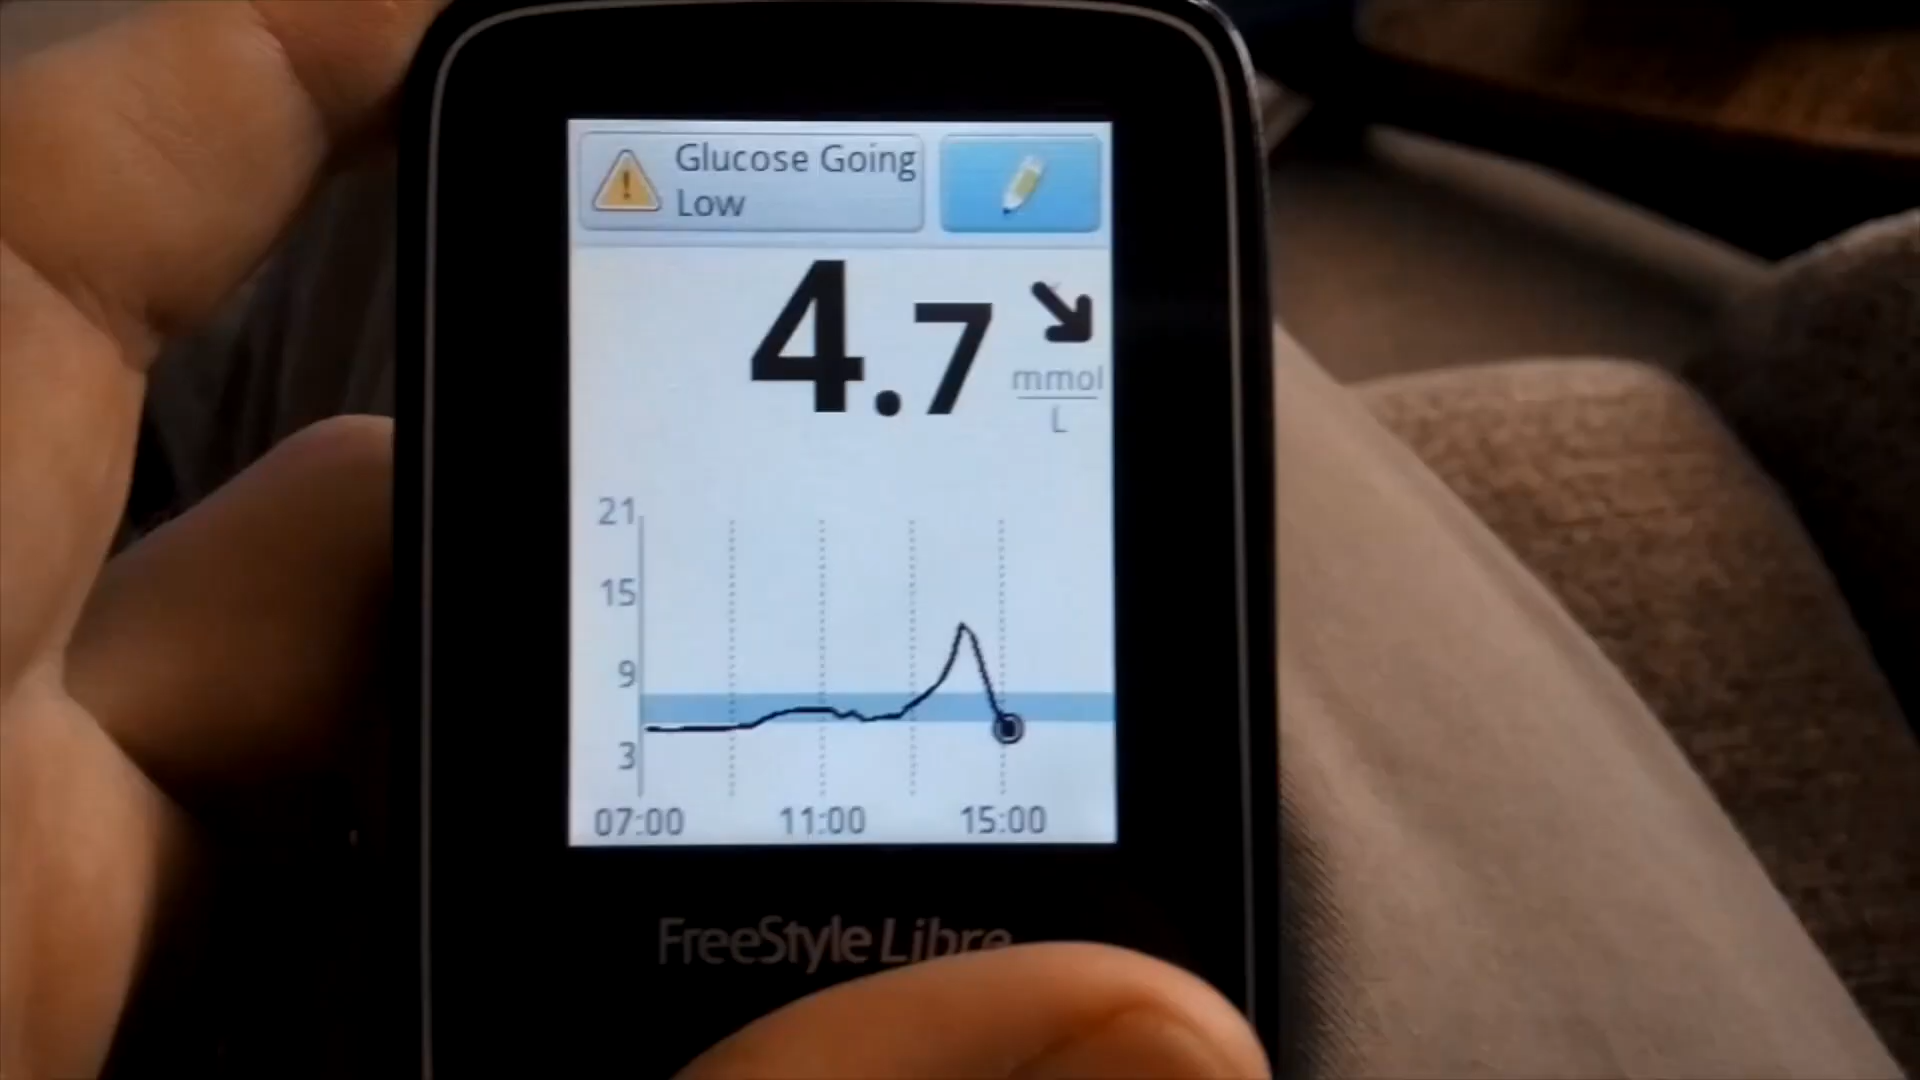 Glucose Going
Low
4.7
mmol
L
21
15
9
3
07:00 11:00 15:00
FreeStyle Libre